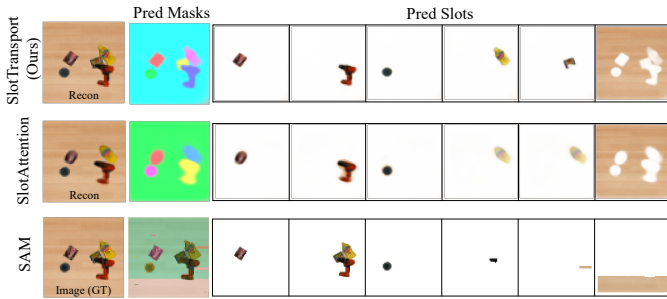 Pred Masks
Pred Slots
SlotTransport
(Ours)
Recon
SlotAttention
Recon
SAM
Image (GT)